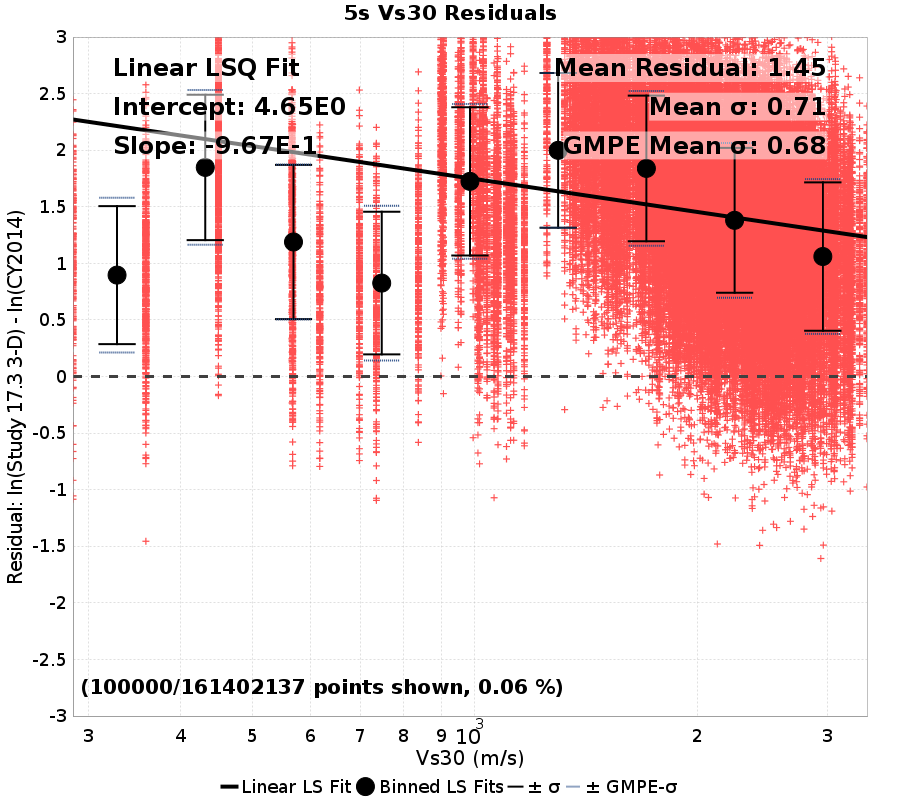 5s Vs30 Residuals
Linear LSQ Fit
Intercept: 4.65E0
Slope: -9.67E-1
Mean Residual: 1.45
Mean σ: 0.71
GMPE Mean σ: 0.68
3
2.5
2
1.5
1
0.5
0
-0.5
-1
-1.5
-2
-2.5
-3
Residual: ln(Study 17.3 3-D) - ln(CY2014)
(100000/161402137 points shown, 0.06 %)
3 4 5 6 7 8 9 10³ 2 3
Vs30 (m/s)
Linear LS Fit Binned LS Fits ± σ ± GMPE-σ